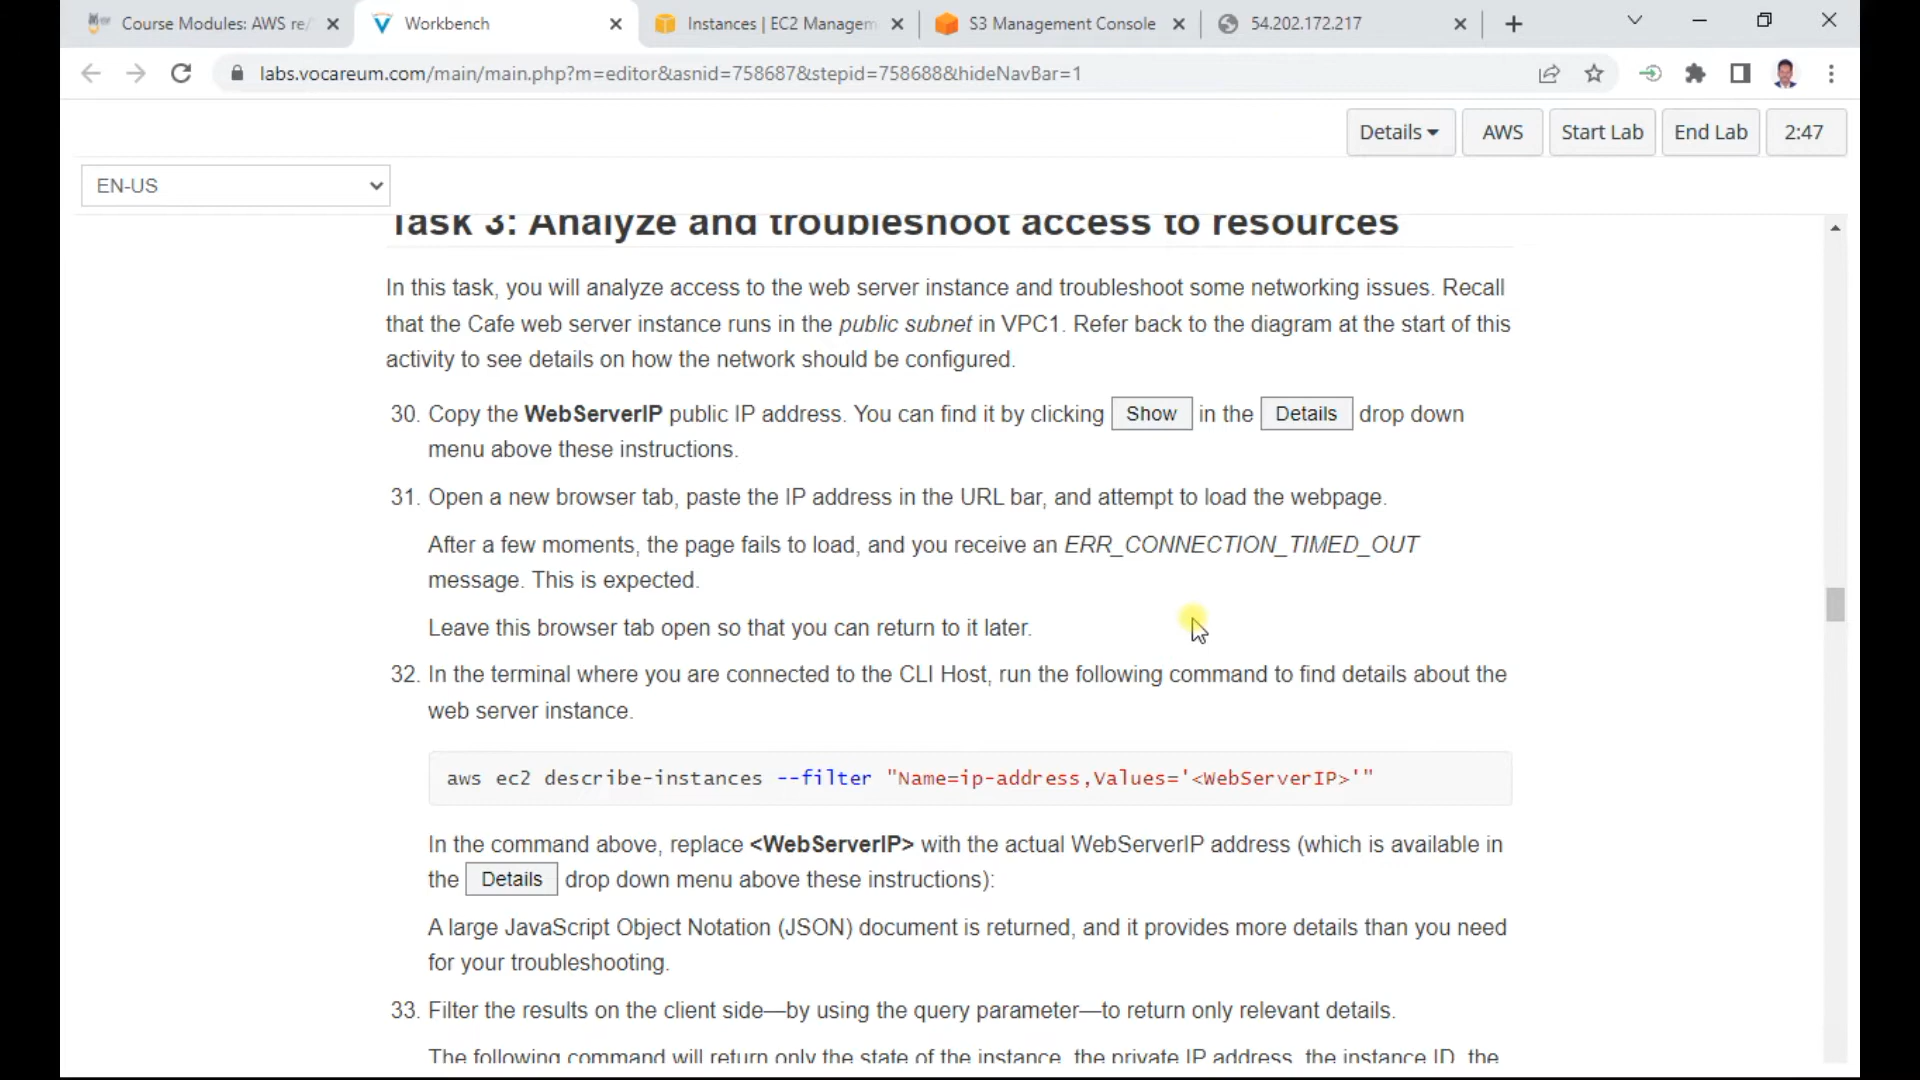 Course Modules: AWS re/
Workbench
Instances | EC2 Managem
S3 Management Console
54.202.172.217
labs.vocareum.com/main/main.php?m=editor&asnid=758687&stepid=758688&hideNavBar=1
Details
AWS
Start Lab
End Lab
2:47
EN-US
Task 3: Analyze and troubleshoot access to resources
In this task, you will analyze access to the web server instance and troubleshoot some networking issues. Recall
that the Cafe web server instance runs in the public subnet in VPC1. Refer back to the diagram at the start of this
activity to see details on how the network should be configured.
30. Copy the WebServerIP public IP address. You can find it by clicking Show in the Details drop down
menu above these instructions.
31. Open a new browser tab, paste the IP address in the URL bar, and attempt to load the webpage.
After a few moments, the page fails to load, and you receive an ERR_CONNECTION_TIMED_OUT
message. This is expected.
Leave this browser tab open so that you can return to it later.
32. In the terminal where you are connected to the CLI Host, run the following command to find details about the
web server instance.
aws ec2 describe-instances --filter "Name=ip-address,Values='<WebServerIP>'"
In the command above, replace <WebServerIP> with the actual WebServerIP address (which is available in
the Details drop down menu above these instructions):
A large JavaScript Object Notation (JSON) document is returned, and it provides more details than you need
for your troubleshooting.
33. Filter the results on the client side—by using the query parameter—to return only relevant details.
The following command will return only the state of the instance, the private IP address, the instance ID, the